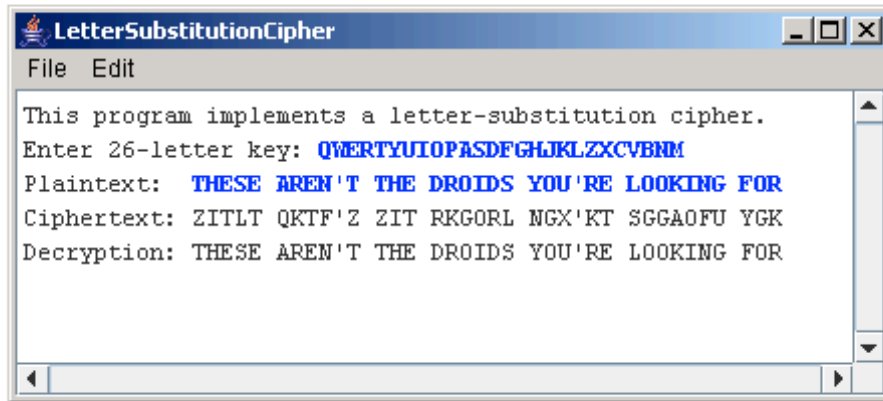 LetterSubstitutionCipher
File Edit
This program implements a letter-substitution cipher.
Enter 26-letter key: QWERTYUIOPASDFGHJKLZXCVBNM
Plaintext: THESE AREN'T THE DROIDS YOU'RE LOOKING FOR
Ciphertext: ZITLT QKTF'Z ZIT RKGORL NGX'KT SGGAOFU YGK
Decryption: THESE AREN'T THE DROIDS YOU'RE LOOKING FOR